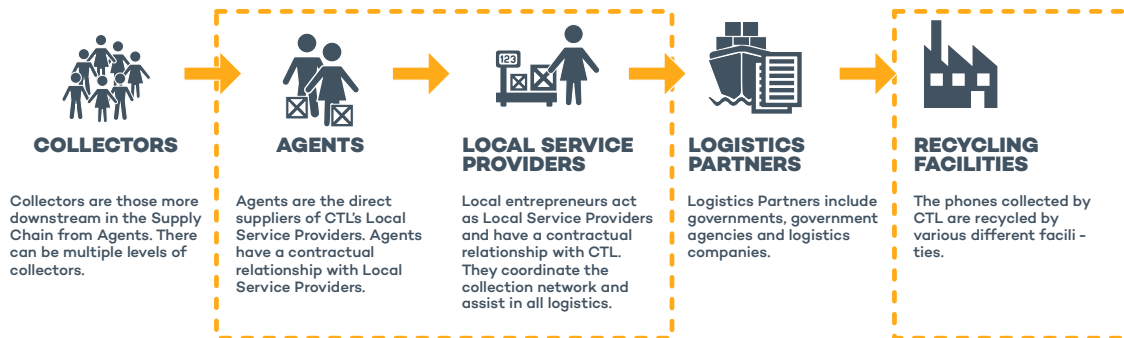 123
COLLECTORS
Collectors are those more
downstream in the Supply
Chain from Agents. There
can be multiple levels of
collectors.
AGENTS
Agents are the direct
suppliers of CTL's Local
Service Providers. Agents
have a contractual
relationship with Local
Service Providers.
LOCAL SERVICE
PROVIDERS
Local entrepreneurs act
as Local Service Providers
and have a contractual
relationship with CTL.
They coordinate the
collection network and
assist in all logistics.
LOGISTICS
PARTNERS
Logistics Partners include
governments, government
agencies and logistics
companies.
RECYCLING
FACILITIES
The phones collected by
CTL are recycled by
various different facili -
ties.